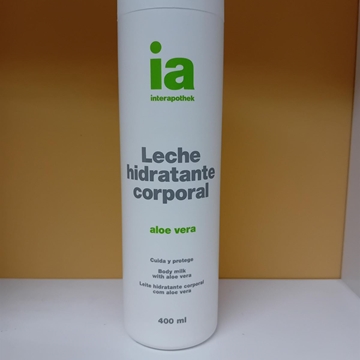 ia
interapothek
Leche
hidratante
corporal
aloe vera
Cuida y protege
Body milk
with aloe vera
Leite hidratante corporal
com aloe vera
400 ml